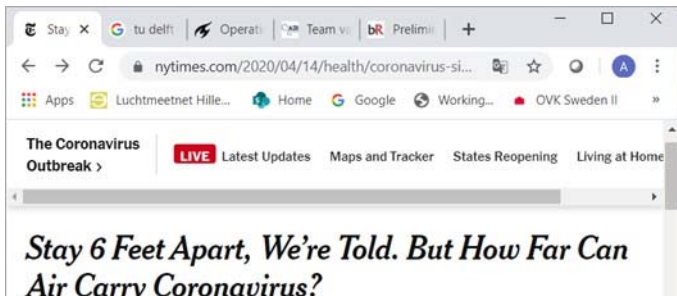 Stay
tu delft
Operati
Team va
bR Prelimir
nytimes.com/2020/04/14/health/coronavirus-si...
A
Apps Luchtmeetnet Hille... Home Google Working... OVK Sweden II »
The Coronavirus
Outbreak >
LIVE Latest Updates Maps and Tracker States Reopening Living at Home
Stay 6 Feet Apart, We're Told. But How Far Can
Air Carry Coronavirus?